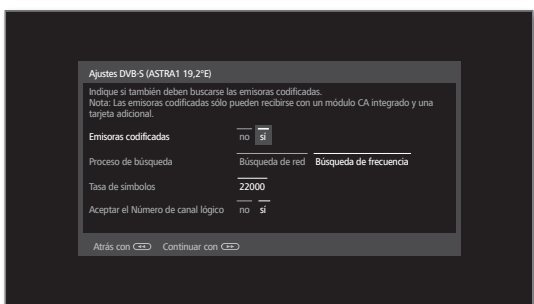 Ajustes DVB-S (ASTRA1 19,2°E)
Indique si también deben buscarse las emisoras codificadas.
Nota: Las emisoras codificadas sólo pueden recibirse con un módulo CA integrado y una
tarjeta adicional.
Emisoras codificadas no sí
Proceso de búsqueda Búsqueda de red Búsqueda de frecuencia
Tasa de símbolos 22000
Aceptar el Número de canal lógico no sí
Atrás con Continuar con